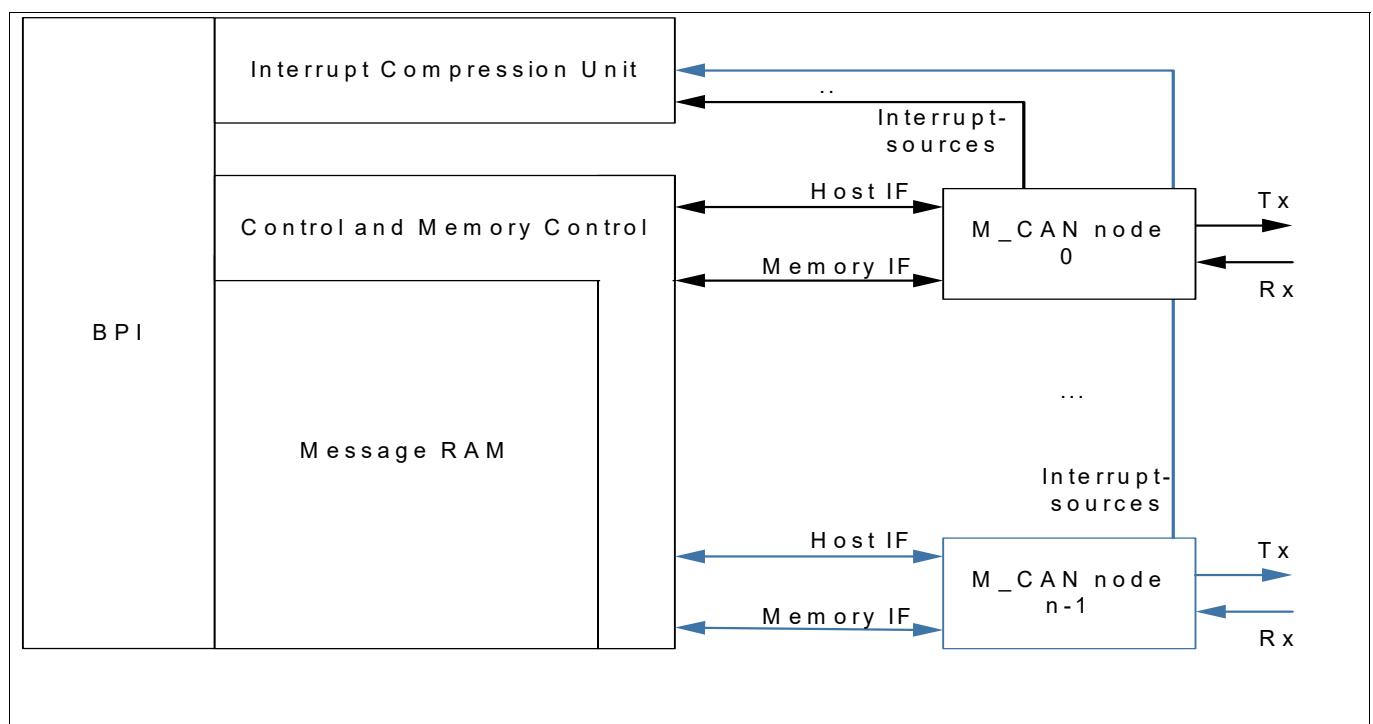 Interrupt Compression Unit
..
Interrupt-
sources
Host IF
Tx
Control and Memory Control
M_CAN node
0
Memory IF
Rx
BPI
...
Message RAM
Interrupt-
sources
Host IF
Tx
M_CAN node
n-1
Memory IF
Rx